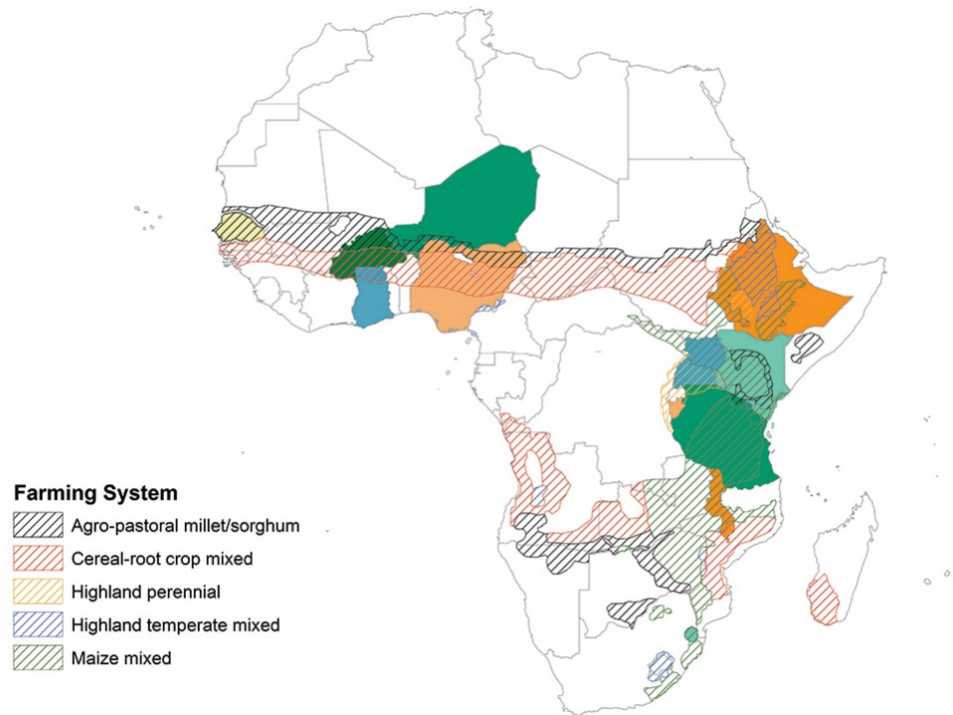 Farming System
Agro-pastoral millet/sorghum
Cereal-root crop mixed
Highland perennial
Highland temperate mixed
Maize mixed